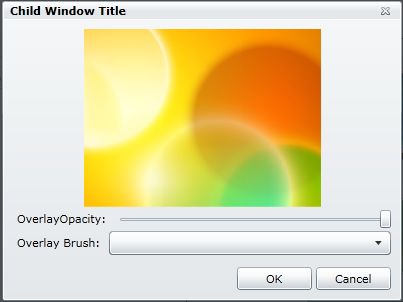 Child Window Title
OverlayOpacity:
Overlay Brush:
OK Cancel